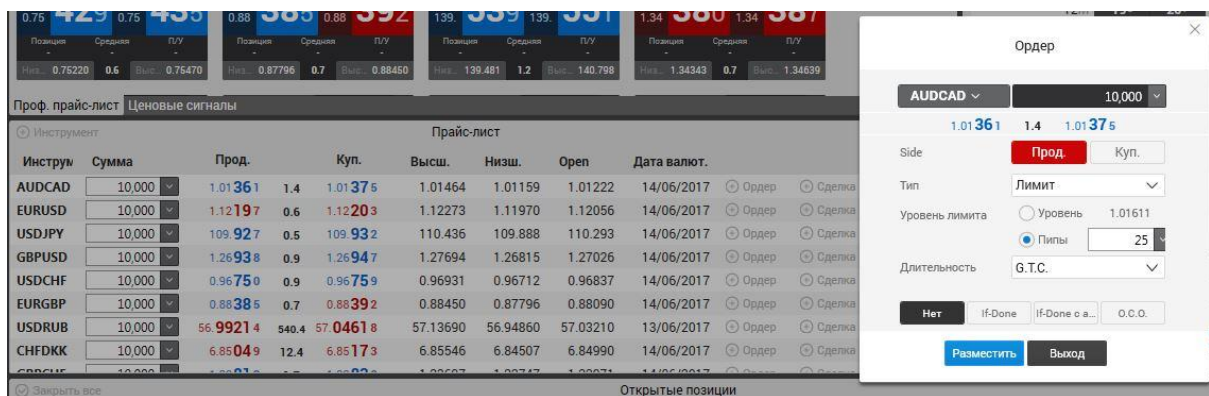 0.75 429 0.75 435 0.88 385 0.88 392 139. 539 139. 551 1.34 380 1.34 387
Позиция Средняя П/У Позиция Средняя П/У Позиция Средняя П/У Позиция Средняя П/У
- - - - - - - - - - - -
Низ... 0.75220 0.6 Выс... 0.75470 Низ... 0.87796 0.7 Выс... 0.88450 Низ... 139.481 1.2 Выс... 140.798 Низ... 1.34343 0.7 Выс... 1.34639
Проф. прайс-лист Ценовые сигналы
Инструмент Прайс-лист
Инструм Сумма Прод. Куп. Высш. Низш. Open Дата валют.
AUDCAD 10,000 1.01361 1.4 1.01375 1.01464 1.01159 1.01222 14/06/2017 Ордер Сделка
EURUSD 10,000 1.12197 0.6 1.12203 1.12273 1.11970 1.12056 14/06/2017 Ордер Сделка
USDJPY 10,000 109.927 0.5 109.932 110.436 109.888 110.293 14/06/2017 Ордер Сделка
GBPUSD 10,000 1.26938 0.9 1.26947 1.27694 1.26815 1.27026 14/06/2017 Ордер Сделка
USDCHF 10,000 0.96750 0.9 0.96759 0.96931 0.96712 0.96837 14/06/2017 Ордер Сделка
EURGBP 10,000 0.88385 0.7 0.88392 0.88450 0.87796 0.88090 14/06/2017 Ордер Сделка
USDRUB 10,000 56.99214 540.4 57.04618 57.13690 56.94860 57.03210 13/06/2017 Ордер Сделка
CHFDKK 10,000 6.85049 12.4 6.85173 6.85546 6.84507 6.84990 14/06/2017 Ордер Сделка
Закрыть все Открытые позиции
Ордер
AUDCAD 10,000
1.01361 1.4 1.01375
Side Прод. Куп.
Тип Лимит
Уровень лимита Уровень 1.01611
Пипы 25
Длительность G.T.C.
Нет If-Done If-Done с а... O.C.O.
Разместить Выход